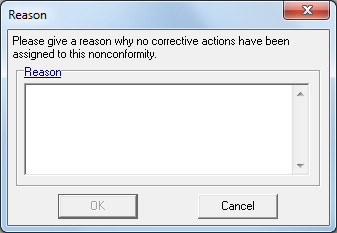 Reason
Please give a reason why no corrective actions have been
assigned to this nonconformity.
Reason
OK
Cancel